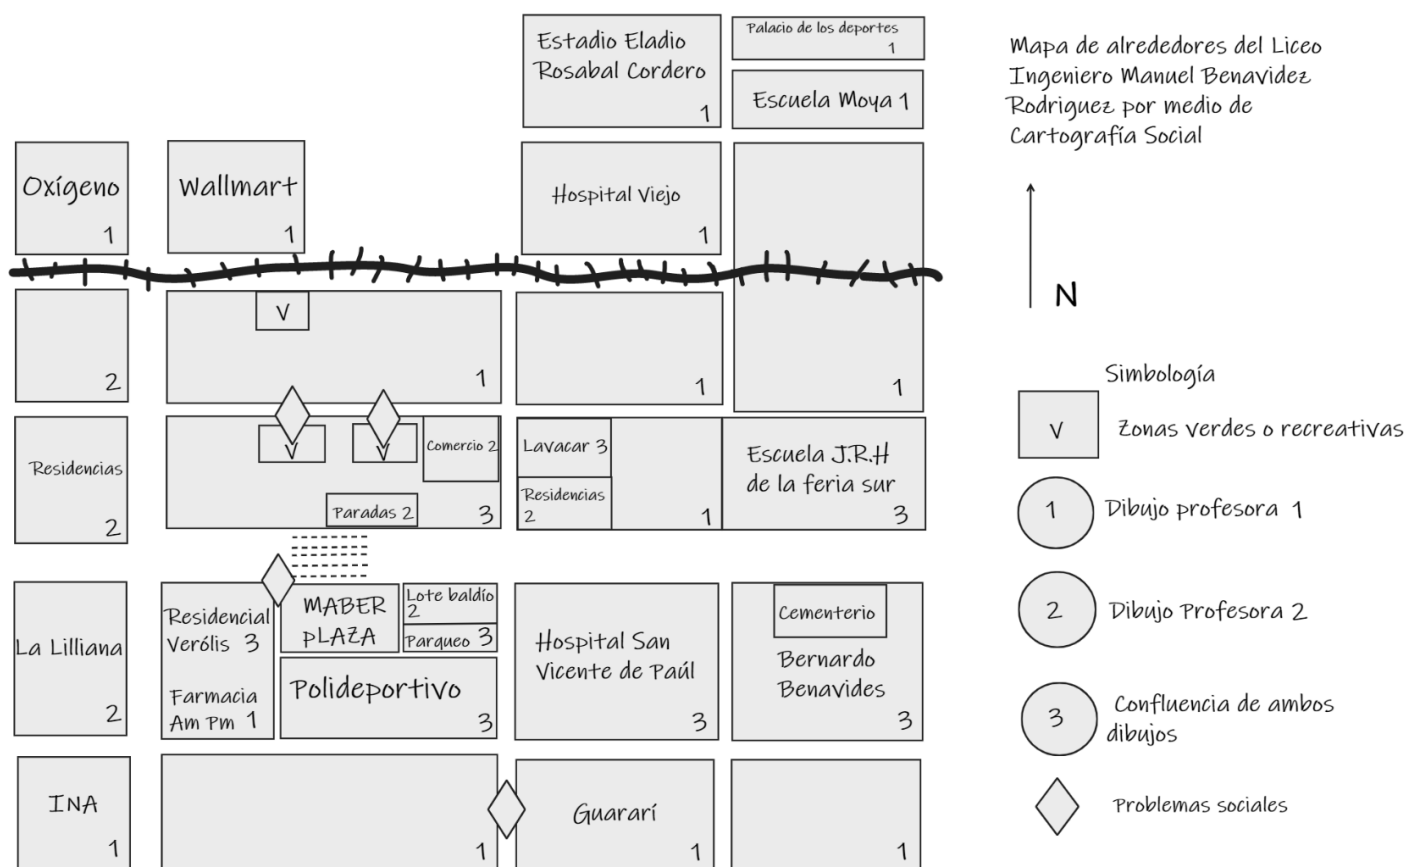 Estadio Eladio
Rosabal Cordero
1
Palacio de los deportes
1
Escuela Moya 1
Mapa de alrededores del Liceo
Ingeniero Manuel Benavidez
Rodriguez por medio de
Cartografía Social
Oxígeno
1
Wallmart
1
Hospital Viejo
1
N
V
2
1
1
1
Residencias
2
V
V
Comercio 2
Paradas 2
3
Lavacar 3
Residencias
2
1
Escuela J.R.H
de la feria sur
3
La Lilliana
2
Residencial
Verólis 3
Farmacia
Am Pm 1
MABER
PLAZA
Lote baldío
2
Parqueo 3
Polideportivo
3
Hospital San
Vicente de Paúl
3
Cementerio
Bernardo
Benavides
3
INA
1
1
Guararí
1
1
Simbología
V Zonas verdes o recreativas
1 Dibujo profesora 1
2 Dibujo Profesora 2
3 Confluencia de ambos
dibujos
Problemas sociales